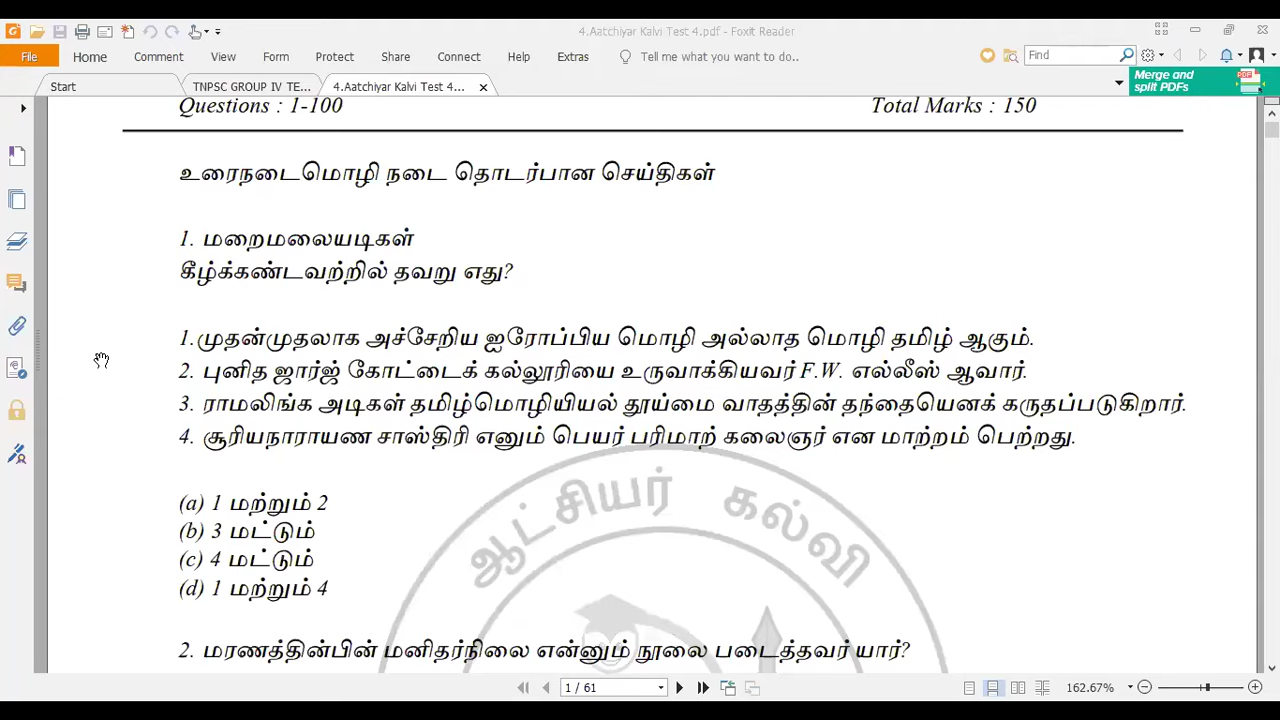 4.Aatchiyar Kalvi Test 4.pdf - Foxit Reader
File Home Comment View Form Protect Share Connect Help Extras Tell me what you want to do.. Find
Start TNPSC GROUP IV TE... 4.Aatchiyar Kalvi Test 4... Merge and split PDFs
Questions : 1-100 Total Marks : 150
உரைநடைமொழி நடை தொடர்பான செய்திகள்
1. மறைமலையடிகள்
கீழ்க்கண்டவற்றில் தவறு எது?
1.முதன்முதலாக அச்சேறிய ஐரோப்பிய மொழி அல்லாத மொழி தமிழ் ஆகும்.
2. புனித ஜார்ஜ் கோட்டைக் கல்லூரியை உருவாக்கியவர் F.W. எல்லீஸ் ஆவார்.
3. ராமலிங்க அடிகள் தமிழ்மொழியியல் தூய்மை வாதத்தின் தந்தையெனக் கருதப்படுகிறார்.
4. சூரியநாராயண சாஸ்திரி எனும் பெயர் பரிமாற் கலைஞர் என மாற்றம் பெற்றது.
ஆட்சியர் கல்வி
(a) 1 மற்றும் 2
(b) 3 மட்டும்
(c) 4 மட்டும்
(d) 1 மற்றும் 4
2. மரணத்தின்பின் மனிதர்நிலை என்னும் நூலை படைத்தவர் யார்?
1 / 61 162.67%